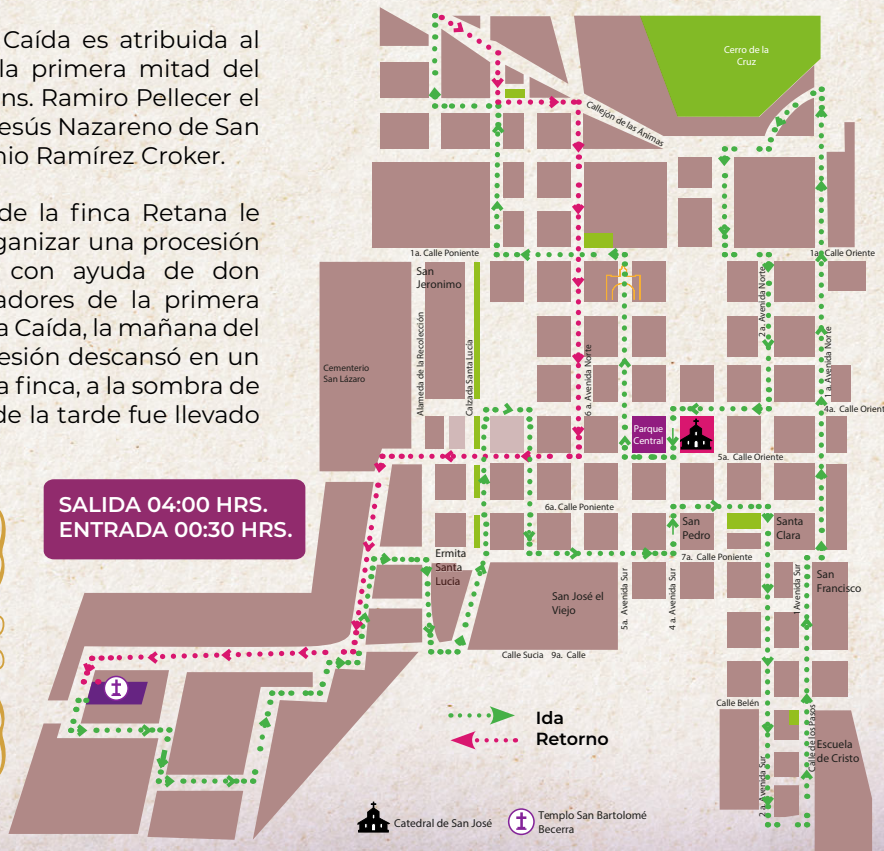 Caída es atribuida al
la primera mitad del
ns. Ramiro Pellecer el
esús Nazareno de San
nio Ramírez Croker.
de la finca Retana le
ganizar una procesión
con ayuda de don
adores de la primera
a Caída, la mañana del
esión descansó en un
a finca, a la sombra de
de la tarde fue llevado
SALIDA 04:00 HRS.
ENTRADA 00:30 HRS.
Cerro de la
Cruz
Callejón de las Ánimas
1a. Calle Poniente
1a. Calle Oriente
San
Jeronimo
Cementerio
San Lázaro
Alameda de la Recolección
Calzada Santa Lucía
6 a. Avenida Norte
2 a. Avenida Norte
1 a. Avenida Norte
4a. Calle Orient
Parque
Central
5a. Calle Oriente
6a. Calle Poniente
San
Pedro
Santa
Clara
7a. Calle Poniente
Ermita
Santa
Lucia
San José el
Viejo
5a. Avenida Sur
4 a. Avenida Sur
1 Avenida Sur
San
Francisco
Calle Sucia 9a. Calle
Calle Belén
Calle de los Pasos
2 a. Avenida Sur
Escuela
de Cristo
Ida
Retorno
Catedral de San José
Templo San Bartolomé
Becerra